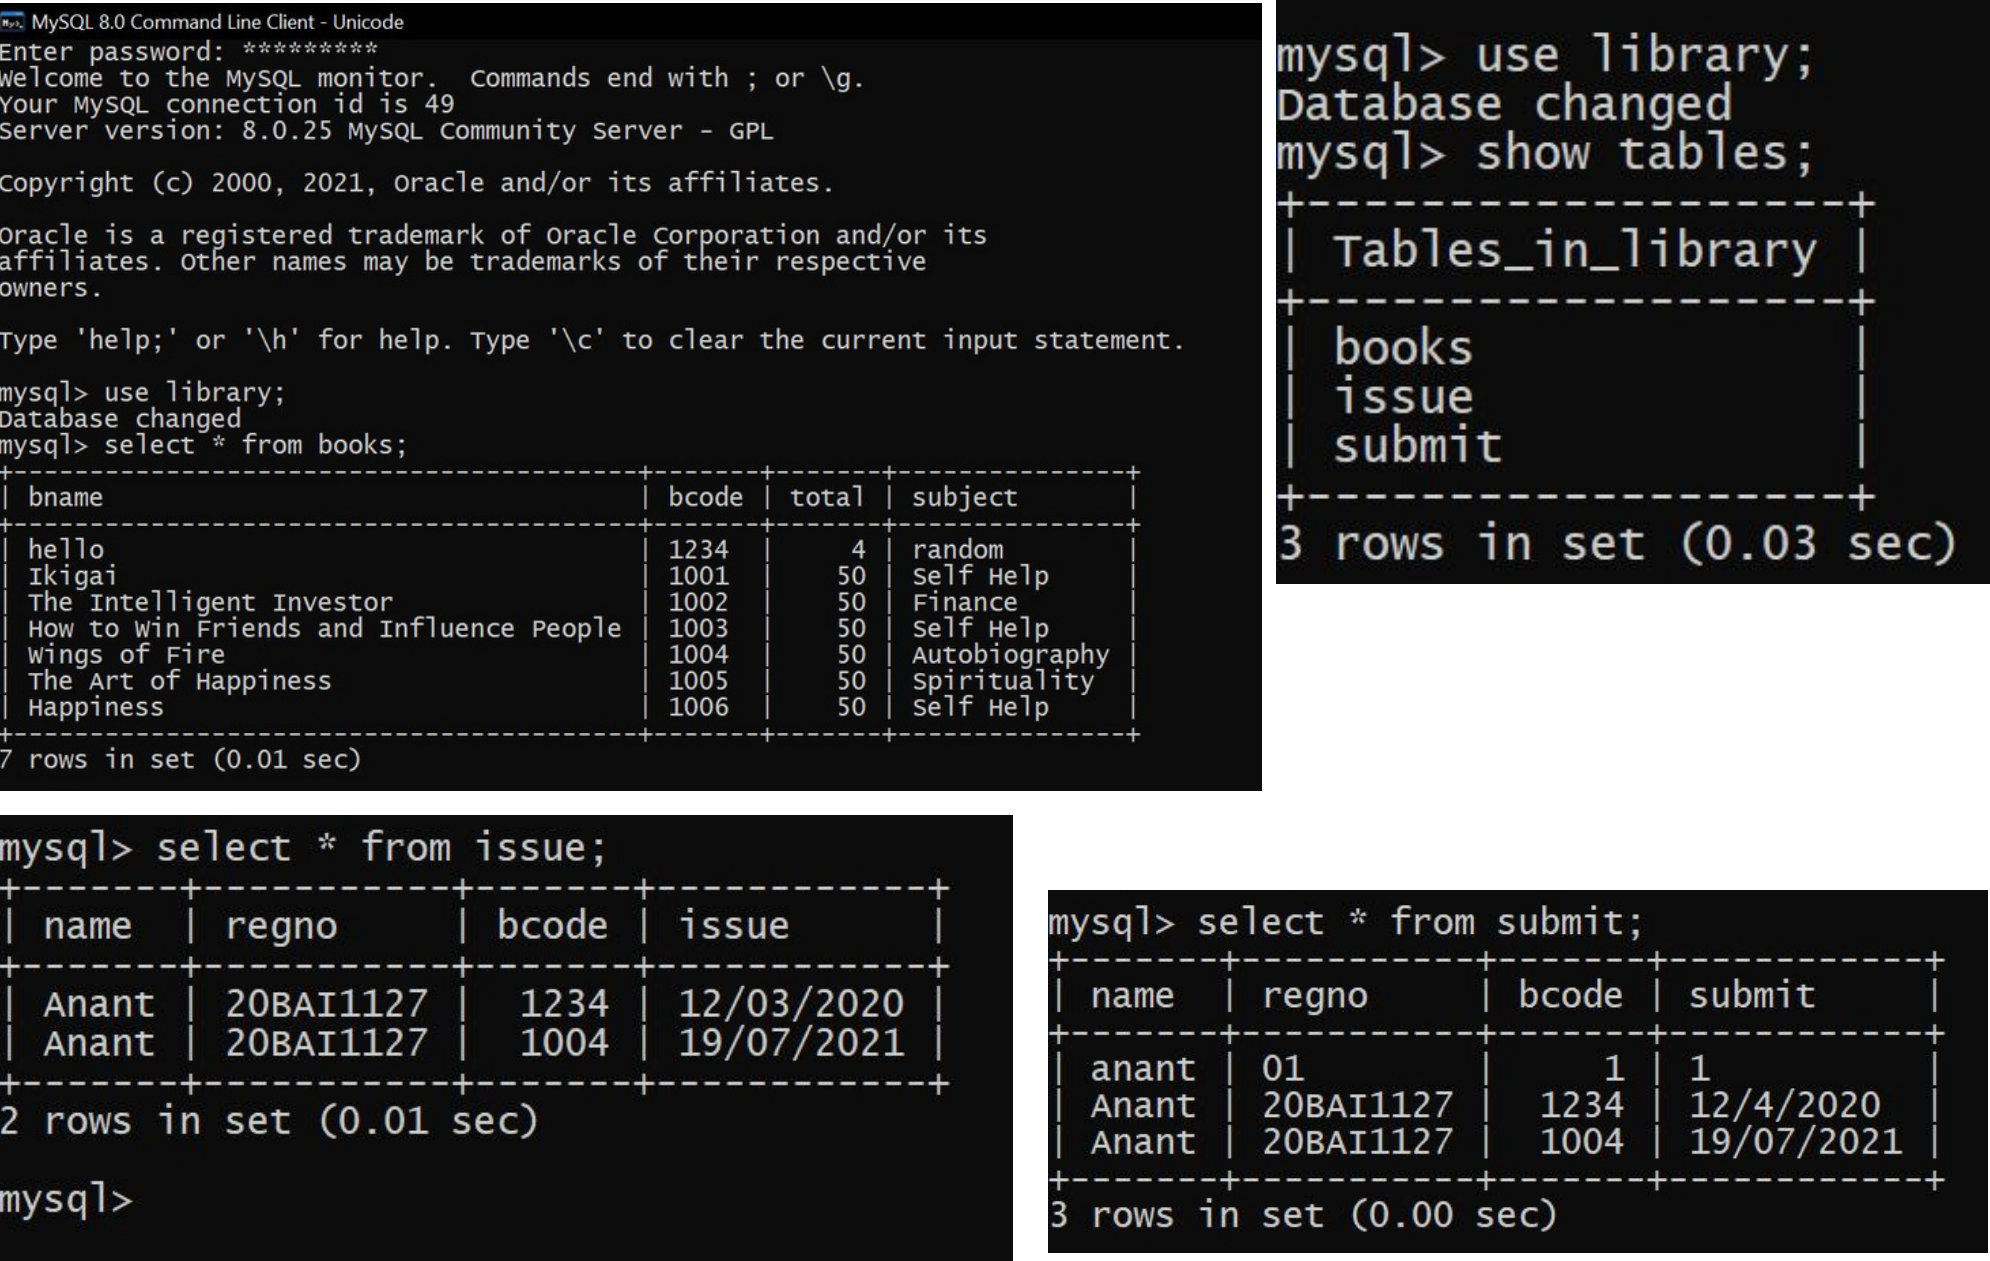 MySQL 8.0 Command Line Client - Unicode
Enter password: *********
Welcome to the MySQL monitor.  Commands end with ; or \g.
Your MySQL connection id is 49
Server version: 8.0.25 MySQL Community Server - GPL
Copyright (c) 2000, 2021, Oracle and/or its affiliates.
Oracle is a registered trademark of Oracle Corporation and/or its
affiliates. Other names may be trademarks of their respective
owners.
Type 'help;' or '\h' for help. Type '\c' to clear the current input statement.
mysql> use library;
Database changed
mysql> select * from books;
+-----------------------------------------+-------+-------+---------------+
| bname                                   | bcode | total | subject       |
+-----------------------------------------+-------+-------+---------------+
| hello                                   | 1234  |     4 | random        |
| Ikigai                                  | 1001  |    50 | Self Help     |
| The Intelligent Investor                | 1002  |    50 | Finance       |
| How to Win Friends and Influence People | 1003  |    50 | Self Help     |
| Wings of Fire                           | 1004  |    50 | Autobiography |
| The Art of Happiness                    | 1005  |    50 | Spirituality  |
| Happiness                               | 1006  |    50 | Self Help     |
+-----------------------------------------+-------+-------+---------------+
7 rows in set (0.01 sec)
mysql> use library;
Database changed
mysql> show tables;
+-------------------+
| Tables_in_library |
+-------------------+
| books             |
| issue             |
| submit            |
+-------------------+
3 rows in set (0.03 sec)
mysql> select * from issue;
+-------+-----------+-------+------------+
| name  | regno     | bcode | issue      |
+-------+-----------+-------+------------+
| Anant | 20BAI1127 |  1234 | 12/03/2020 |
| Anant | 20BAI1127 |  1004 | 19/07/2021 |
+-------+-----------+-------+------------+
2 rows in set (0.01 sec)
mysql>
mysql> select * from submit;
+-------+-----------+-------+------------+
| name  | regno     | bcode | submit     |
+-------+-----------+-------+------------+
| anant | 01        |     1 | 1          |
| Anant | 20BAI1127 |  1234 | 12/4/2020  |
| Anant | 20BAI1127 |  1004 | 19/07/2021 |
+-------+-----------+-------+------------+
3 rows in set (0.00 sec)